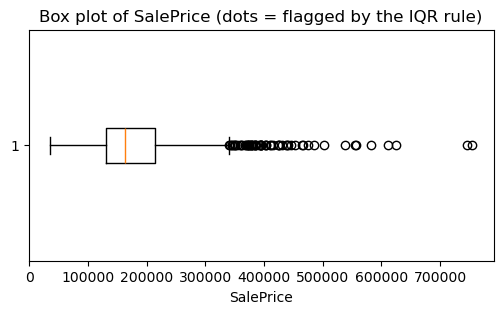 Box plot of SalePrice (dots = flagged by the IQR rule)
1
0 100000 200000 300000 400000 500000 600000 700000
SalePrice